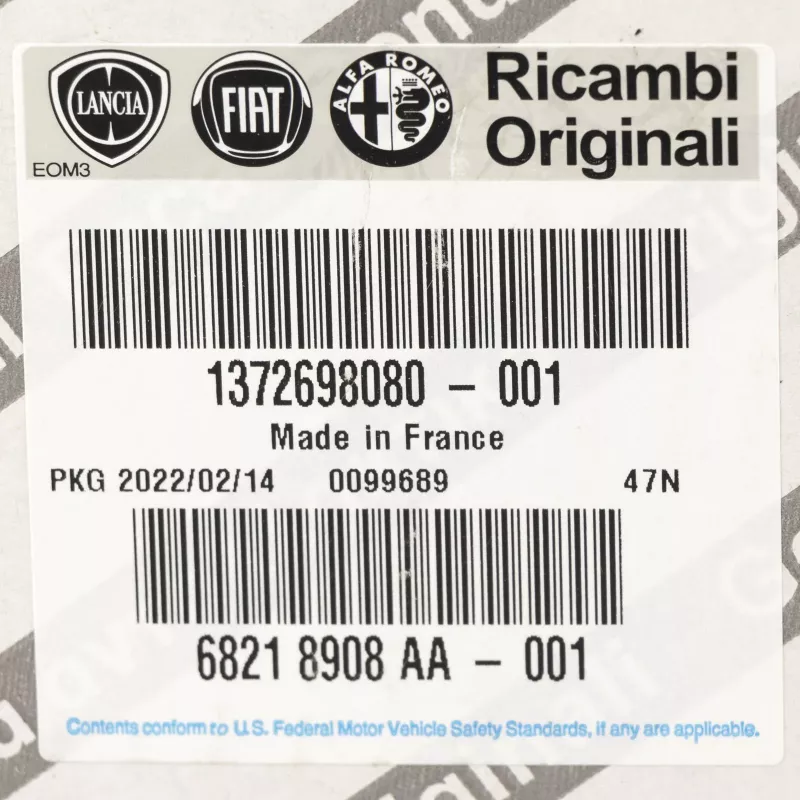 LANCIA
FIAT
ALFA ROMEO
Ricambi
Originali
EOM3
1372698080 - 001
Made in France
PKG 2022/02/14 0099689 47N
6821 8908 AA - 001
Contents conform to U.S. Federal Motor Vehicle Safety Standards, if any are applicable.